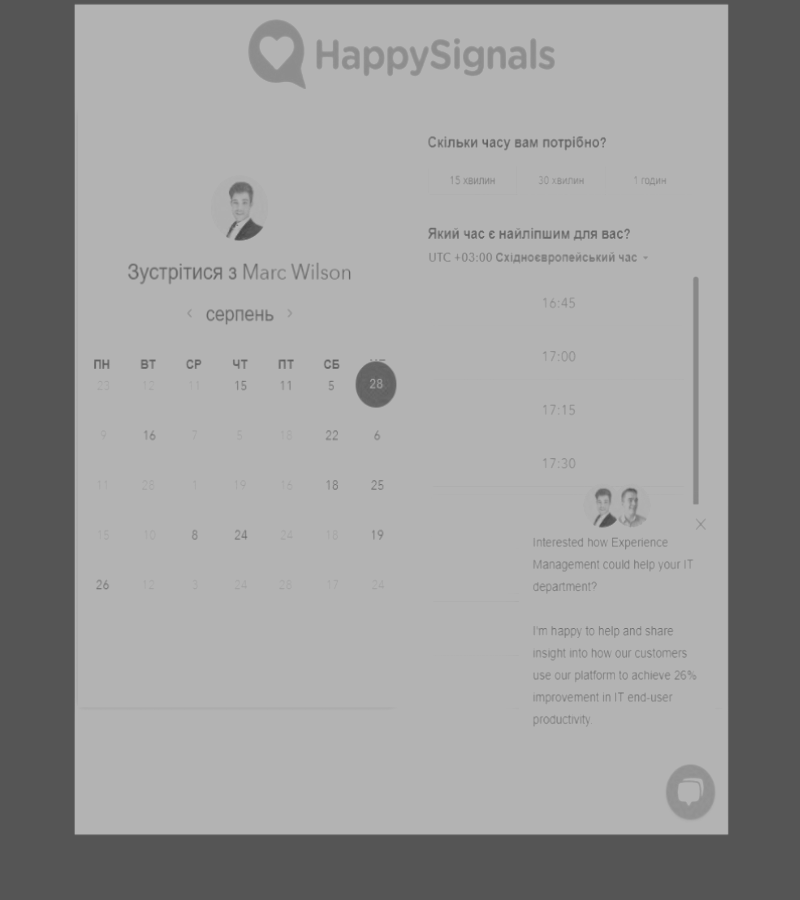 HappySignals
Скільки часу вам потрібно?
15 хвилин 30 хвилин 1 годин
Який час є найліпшим для вас?
UTC +03:00 Східноєвропейський час
16:45
17:00
17:15
17:30
Зустрітися з Marc Wilson
серпень
ПН ВТ СР ЧТ ПТ СБ
23 12 11 15 11 5 28
9 16 7 5 18 22 6
11 28 1 19 16 18 25
15 10 8 24 24 18 19
26 12 3 24 26 17 24
Interested how Experience
Management could help your IT
department?
I'm happy to help and share
insight into how our customers
use our platform to achieve 26%
improvement in IT end-user
productivity.